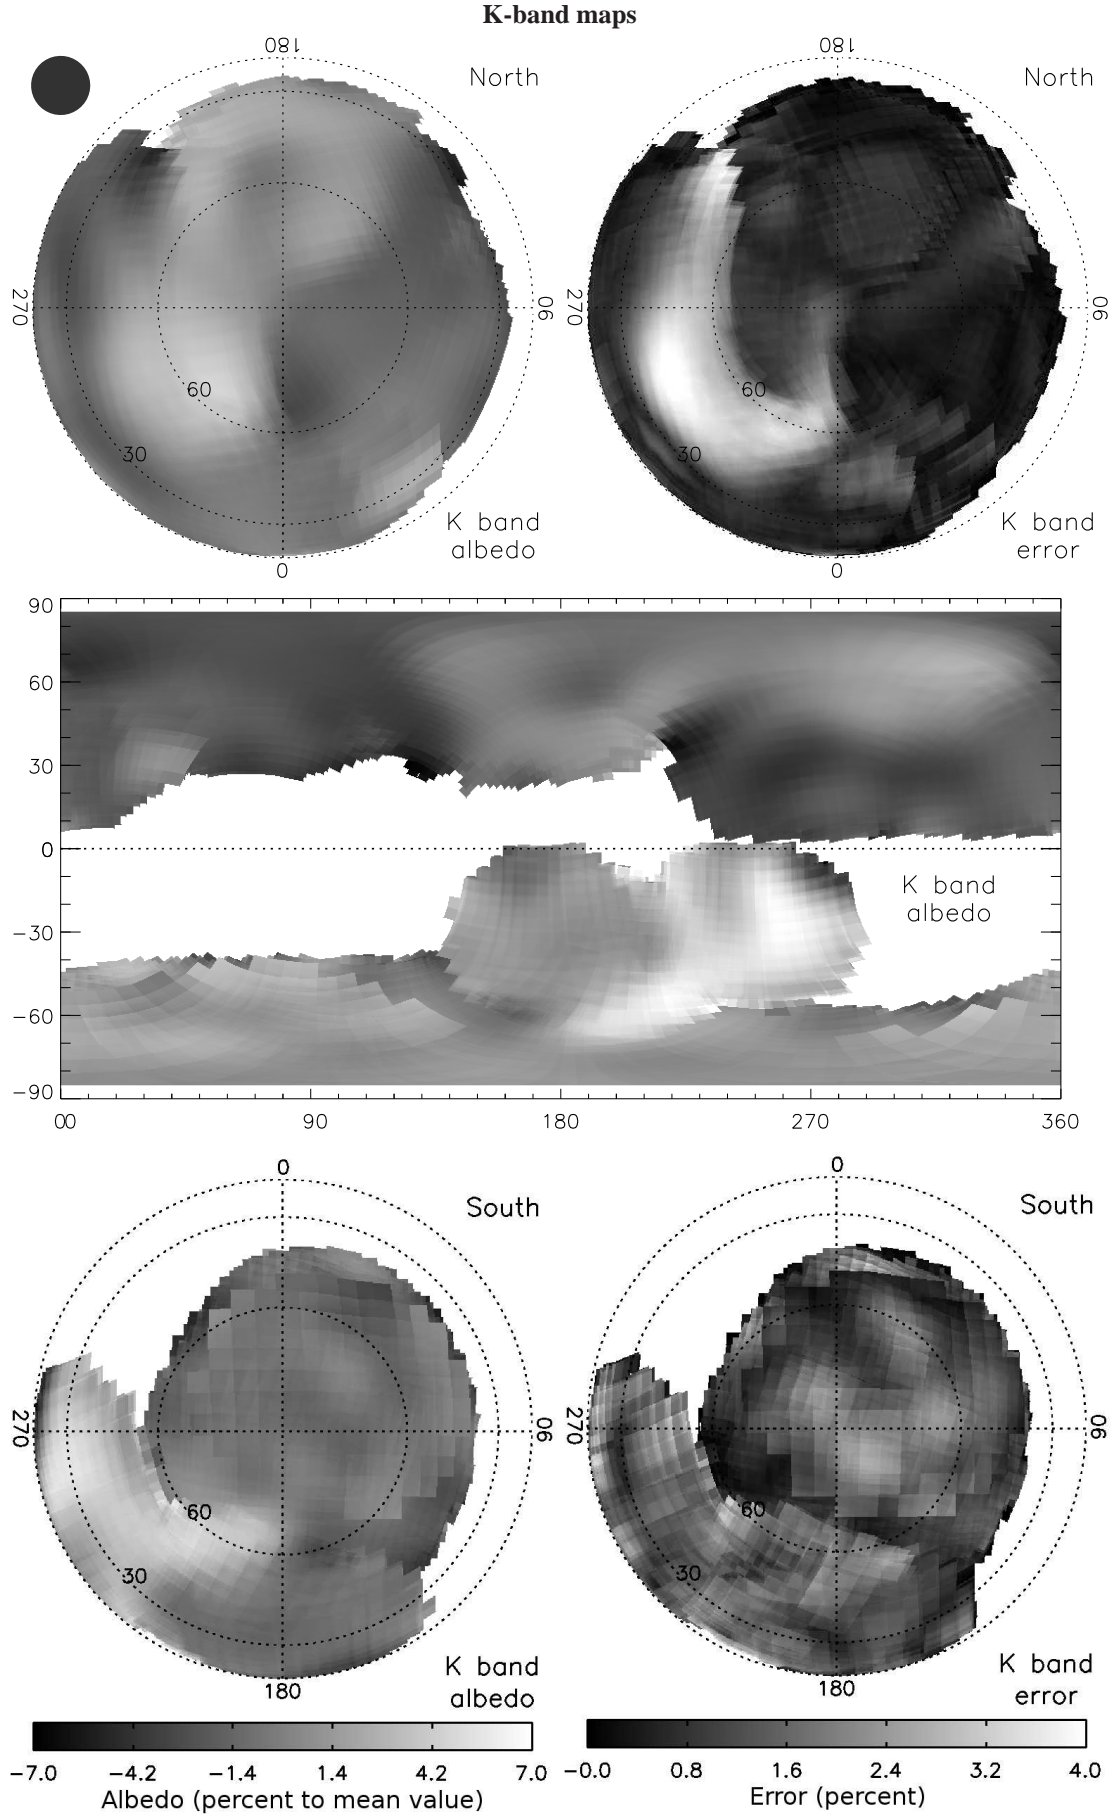 K-band maps
180
North
270
90
60
30
K band
albedo
0
180
North
270
90
60
30
K band
error
0
90
60
30
0
−30
−60
−90
K band
albedo
00
90
180
270
360
0
South
270
90
60
30
K band
albedo
180
0
South
270
90
60
30
K band
error
180
−7.0 −4.2 −1.4 1.4 4.2 7.0
Albedo (percent to mean value)
−0.0 0.8 1.6 2.4 3.2 4.0
Error (percent)